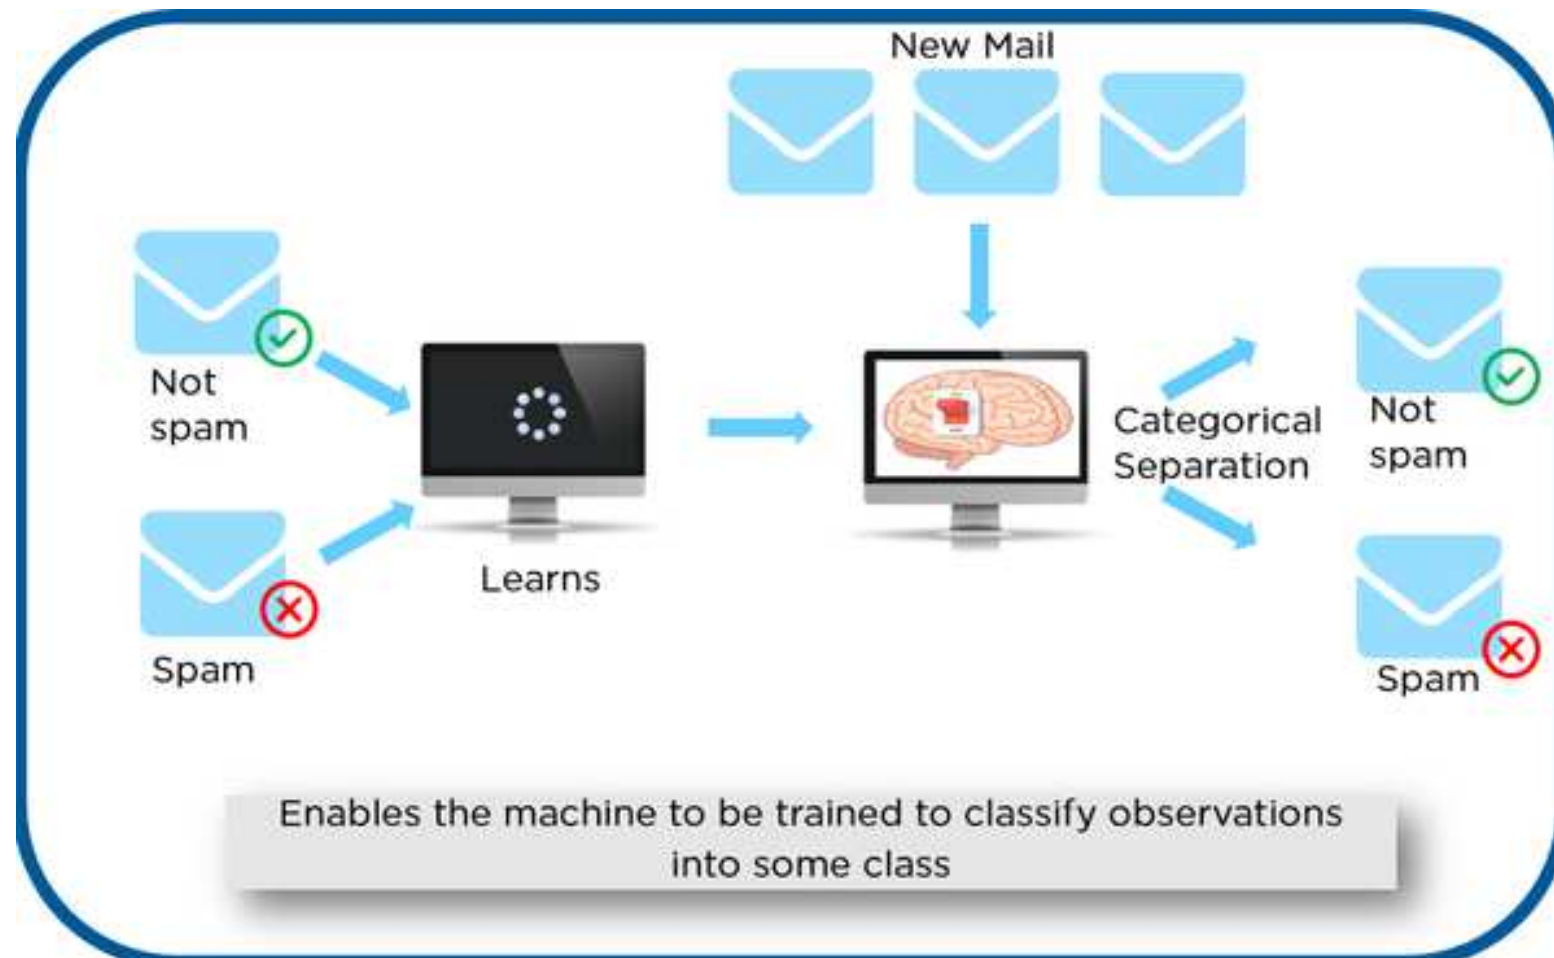 New Mail
Not
spam
Spam
Learns
Categorical
Separation
Not
spam
Spam
Enables the machine to be trained to classify observations
into some class